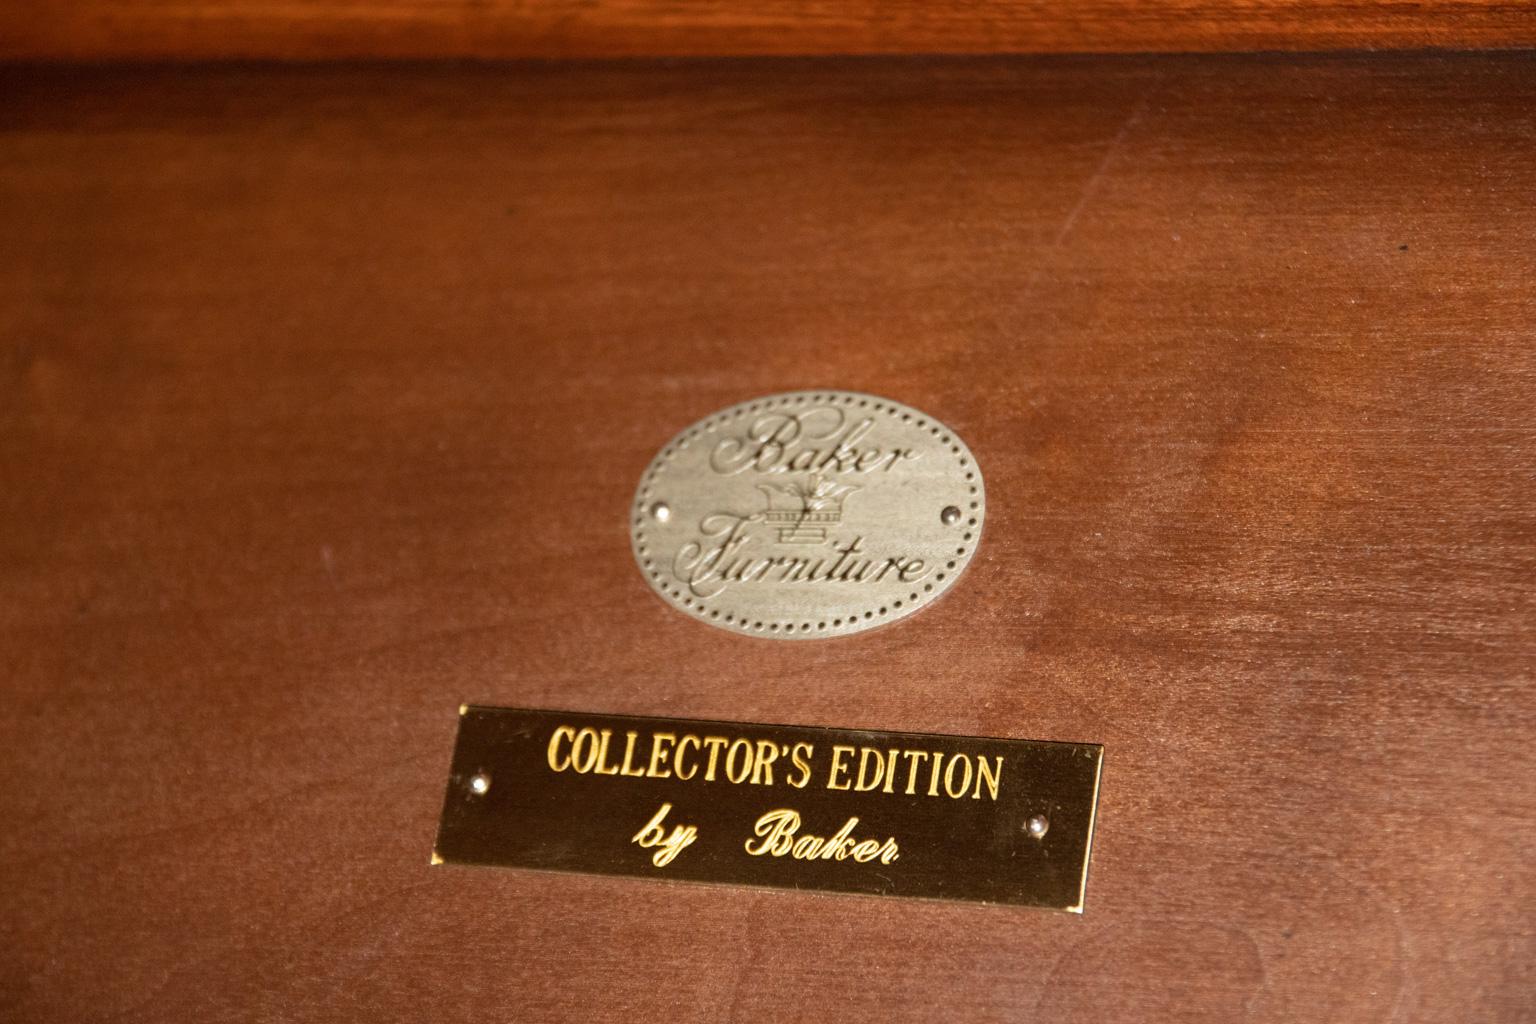 Baker
Furniture
COLLECTOR'S EDITION
by Baker